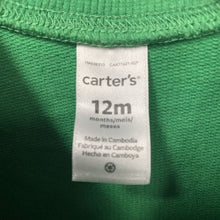 carter's®
12m
months/mois/
meses
Made in Cambodia
Fabriqué au Cambodge
Hecho en Camboya